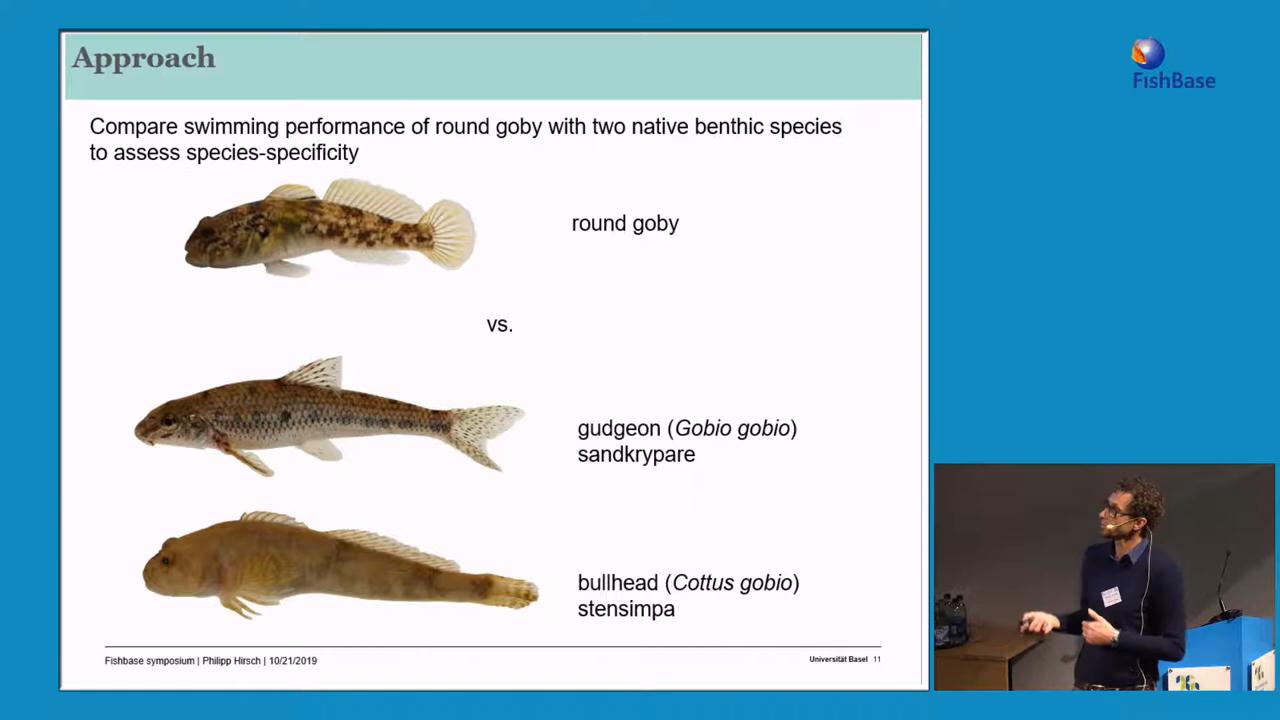 Approach
FishBase
Compare swimming performance of round goby with two native benthic species
to assess species-specificity
round goby
vs.
gudgeon (Gobio gobio)
sandkrypare
bullhead (Cottus gobio)
stensimpa
Fishbase symposium | Philipp Hirsch | 10/21/2019
Universität Basel 11